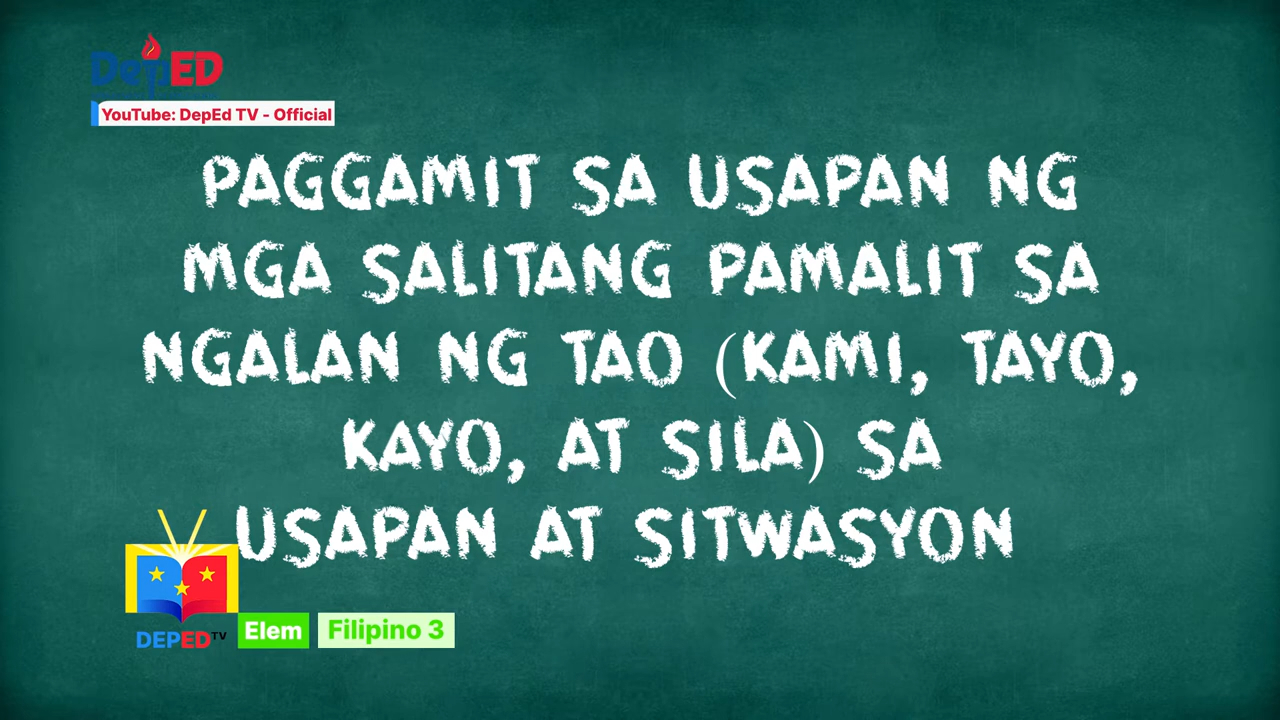 DepED
YouTube: DepEd TV - Official
PAGGAMIT SA USAPAN NG
MGA SALITANG PAMALIT SA
NGALAN NG TAO (KAMI, TAYO,
KAYO, AT SILA) SA
USAPAN AT SITWASYON
DEPED TV
Elem
Filipino 3